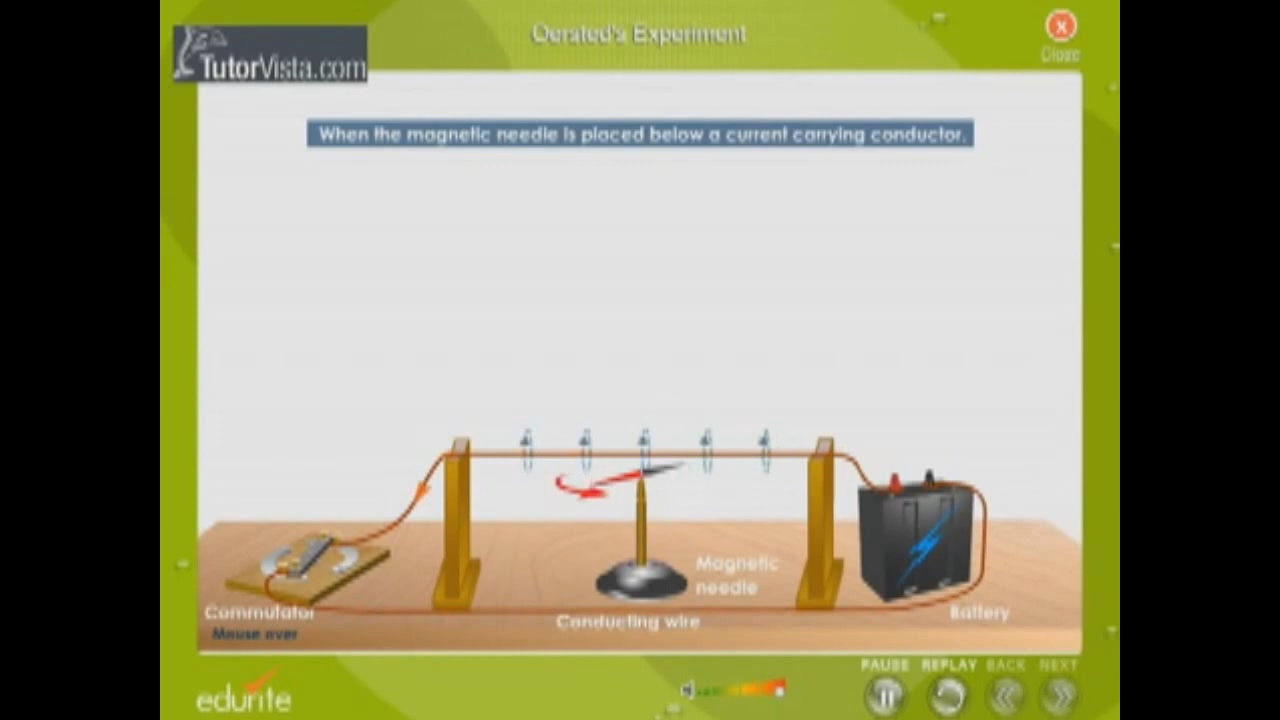 Oersted's Experiment
Close
TutorVista.com
When the magnetic needle is placed below a current carrying conductor.
Magnetic
needle
Commutator
Mouse over
Conducting wire
Battery
PAUSE REPLAY BACK NEXT
edurite